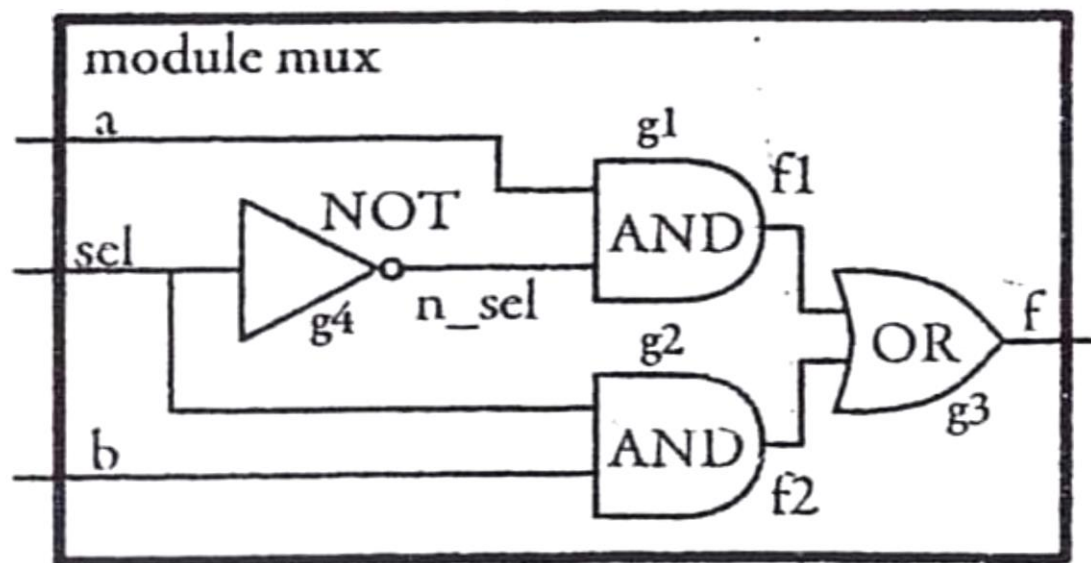 module mux
a
g1
f1
NOT
AND
sel
g4
n_sel
g2
OR
f
g3
b
AND
f2